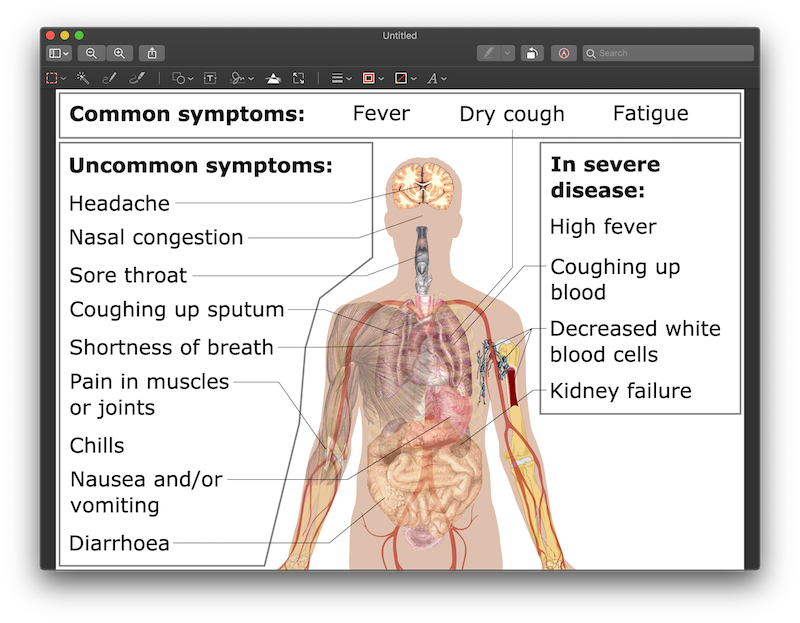 Untitled
Search
Common symptoms: Fever Dry cough Fatigue
Uncommon symptoms:
Headache
Nasal congestion
Sore throat
Coughing up sputum
Shortness of breath
Pain in muscles
or joints
Chills
Nausea and/or
vomiting
Diarrhoea
In severe
disease:
High fever
Coughing up
blood
Decreased white
blood cells
Kidney failure